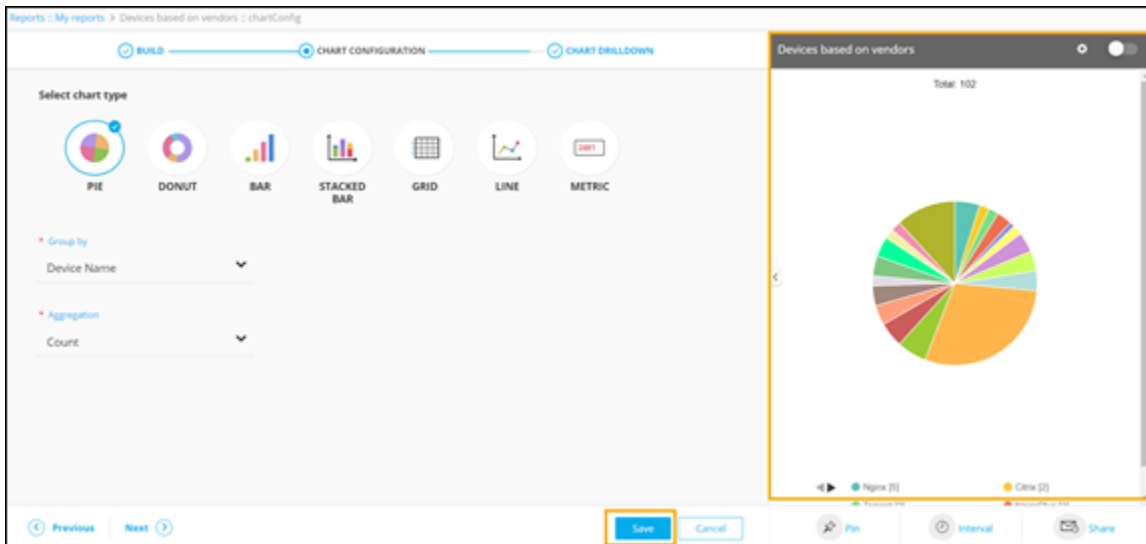 Reports :: My reports > Devices based on vendors :: chartConfig
BUILD
CHART CONFIGURATION
CHART DRILLDOWN
Devices based on vendors
Total: 102
Select chart type
PIE
DONUT
BAR
STACKED
BAR
GRID
LINE
METRIC
* Group by
Device Name
* Aggregation
Count
Nginx [5]
Citrix [2]
Previous
Next
Save
Cancel
Pin
Interval
Share